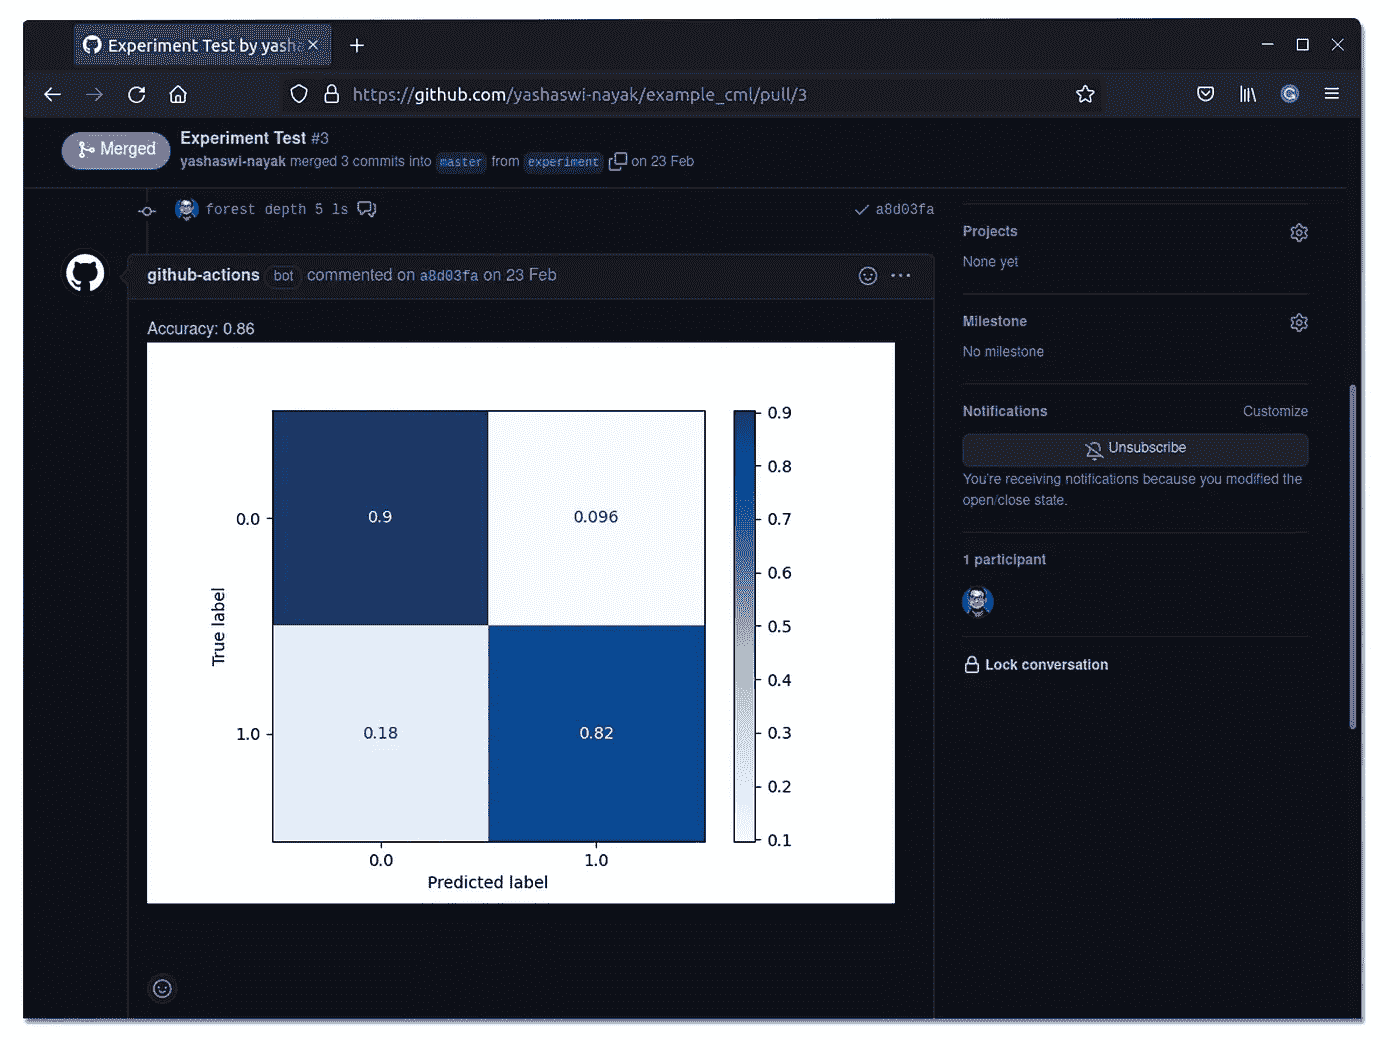 Experiment Test by yash
https://github.com/yashaswi-nayak/example_cml/pull/3
Merged
Experiment Test #3
yashaswi-nayak merged 3 commits into master from experiment on 23 Feb
forest depth 5 ls
a8d03fa
github-actions bot commented on a8d03fa on 23 Feb
Accuracy: 0.86
0.9
0.096
0.18
0.82
True label
0.0
1.0
0.0
1.0
Predicted label
0.9
0.8
0.7
0.6
0.5
0.4
0.3
0.2
0.1
Projects
None yet
Milestone
No milestone
Notifications
Customize
Unsubscribe
You're receiving notifications because you modified the
open/close state.
1 participant
Lock conversation